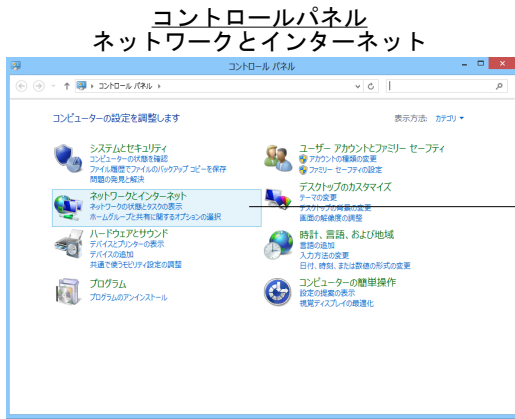 コントロールパネル
ネットワークとインターネット
コントロール パネル
コントロール パネル
コンピューターの設定を調整します
表示方法: カテゴリ
システムとセキュリティ
コンピューターの状態を確認
ファイル履歴でファイルのバックアップ コピーを保存
問題の発見と解決
ネットワークとインターネット
ネットワークの状態とタスクの表示
ホームグループと共有に関するオプションの選択
ハードウェアとサウンド
デバイスとプリンターの表示
デバイスの追加
共通で使うモビリティ設定の調整
プログラム
プログラムのアンインストール
ユーザー アカウントとファミリー セーフティ
アカウントの種類の変更
ファミリー セーフティの設定
デスクトップのカスタマイズ
テーマの変更
デスクトップの背景の変更
画面の解像度の調整
時計、言語、および地域
言語の追加
入力方法の変更
日付、時刻、または数値の形式の変更
コンピューターの簡単操作
設定の提案の表示
視覚ディスプレイの最適化